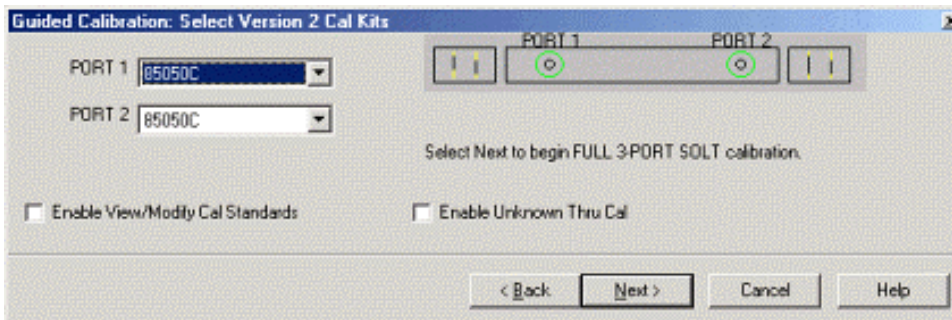 Guided Calibration: Select Version 2 Cal Kits
PORT 1 85050C
PORT 2 85050C
PORT 1 PORT 2
Select Next to begin FULL 3-PORT SOLT calibration.
Enable View/Modify Cal Standards
Enable Unknown Thru Cal
< Back
Next >
Cancel
Help